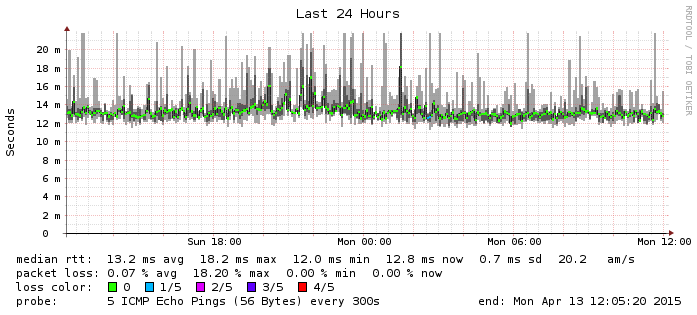 Last 24 Hours
RRDTOOL / TOBI OETIKER
Seconds
20 m
18 m
16 m
14 m
12 m
10 m
8 m
6 m
4 m
2 m
0
Sun 18:00 Mon 00:00 Mon 06:00 Mon 12:00
median rtt: 13.2 ms avg 18.2 ms max 12.0 ms min 12.8 ms now 0.7 ms sd 20.2 am/s
packet loss: 0.07 % avg 18.20 % max 0.00 % min 0.00 % now
loss color: 0 1/5 2/5 3/5 4/5
probe: 5 ICMP Echo Pings (56 Bytes) every 300s end: Mon Apr 13 12:05:20 2015